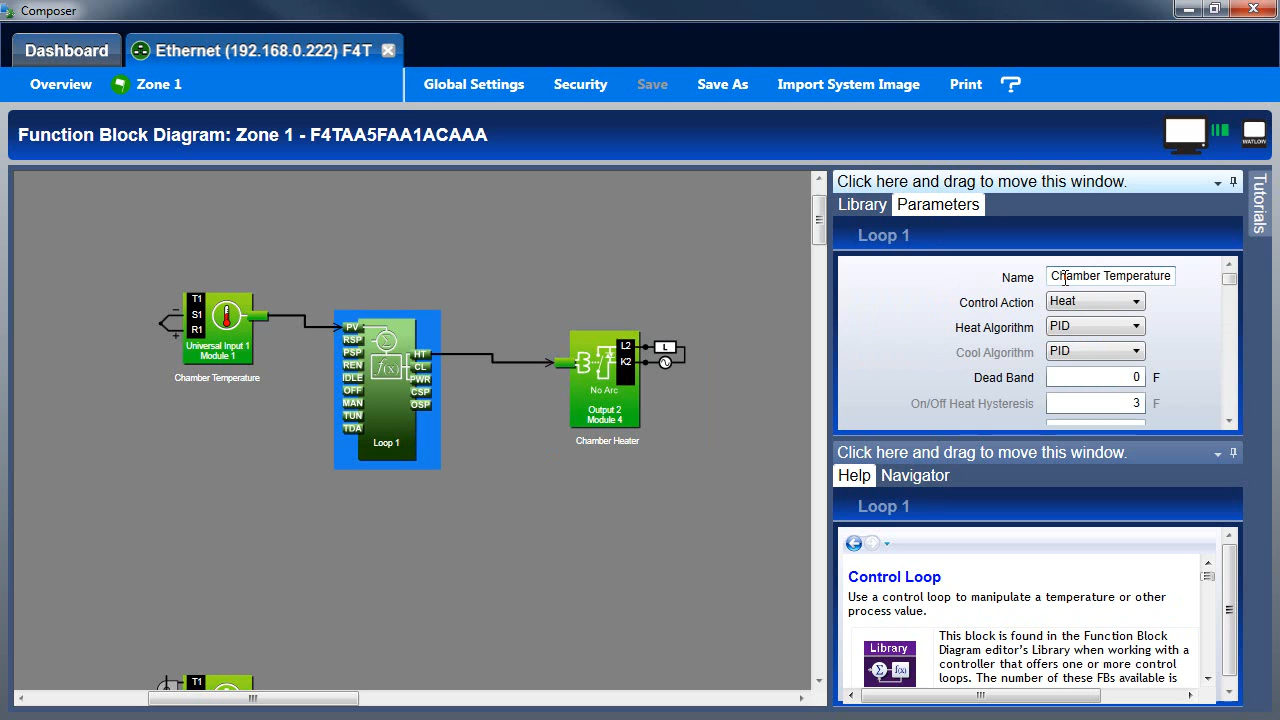 Composer
Dashboard
Ethernet (192.168.0.222) F4T
Overview
Zone 1
Global Settings
Security
Save
Save As
Import System Image
Print
?
Function Block Diagram: Zone 1 - F4TAA5FAA1ACAAA
WATLOW
Click here and drag to move this window.
Library
Parameters
Tutorials
Loop 1
Name
Chamber Temperature
Control Action
Heat
Heat Algorithm
PID
Cool Algorithm
PID
Dead Band
0
F
On/Off Heat Hysteresis
3
F
T1
S1
R1
Universal Input 1
Module 1
Chamber Temperature
PV
RSP
PSP
REN
IDLE
OFF
MAN
TUN
TDA
f(x)
HT
CL
PWR
CSP
OSP
Loop 1
L2
K2
L
No Arc
Output 2
Module 4
Chamber Heater
T1
Click here and drag to move this window.
Help
Navigator
Loop 1
Control Loop
Use a control loop to manipulate a temperature or other
process value.
Library
f(x)
This block is found in the Function Block
Diagram editor's Library when working with a
controller that offers one or more control
loops. The number of these FBs available is